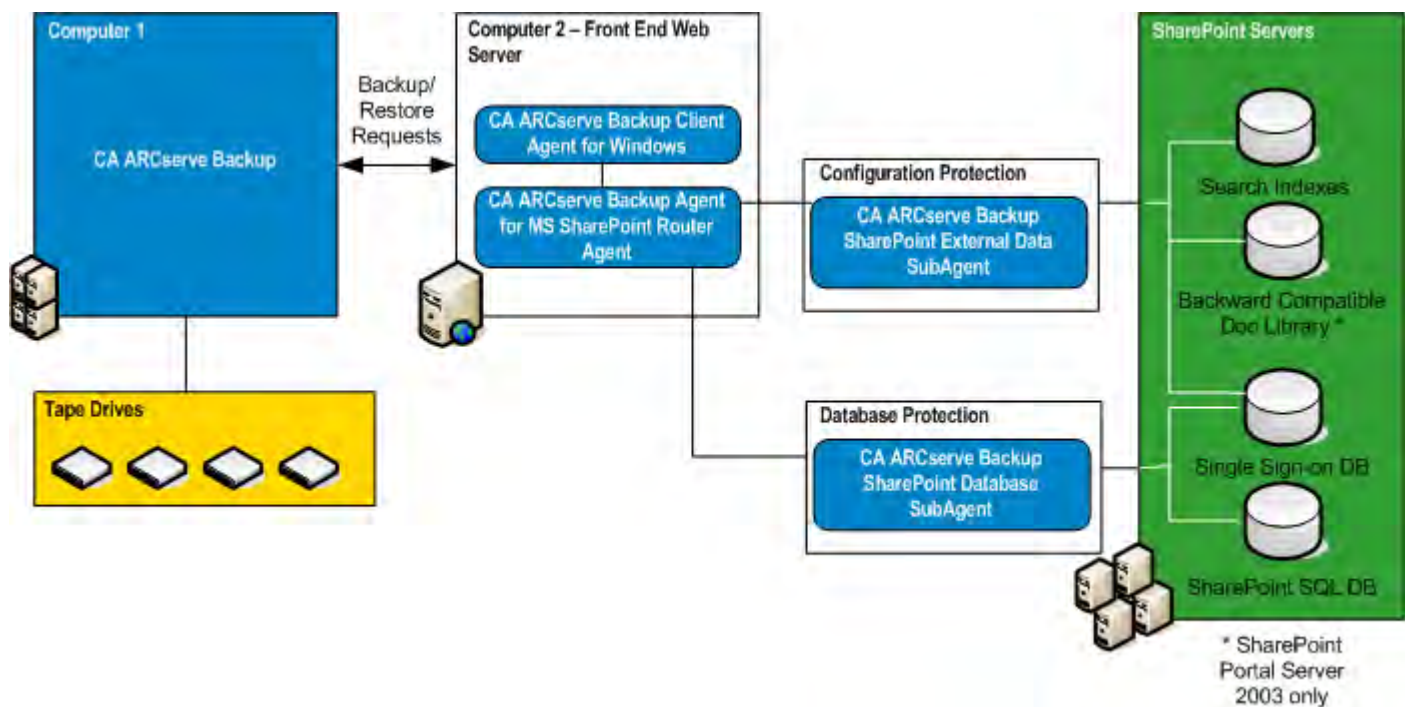 Computer 1
CA ARCserve Backup
Backup/
Restore
Requests
Computer 2 – Front End Web
Server
CA ARCserve Backup Client
Agent for Windows
CA ARCserve Backup Agent
for MS SharePoint Router
Agent
Configuration Protection
CA ARCserve Backup
SharePoint External Data
SubAgent
Database Protection
CA ARCserve Backup
SharePoint Database
SubAgent
Tape Drives
SharePoint Servers
Search Indexes
Backward Compatible
Doc Library *
Single Sign-on DB
SharePoint SQL DB
* SharePoint
Portal Server
2003 only